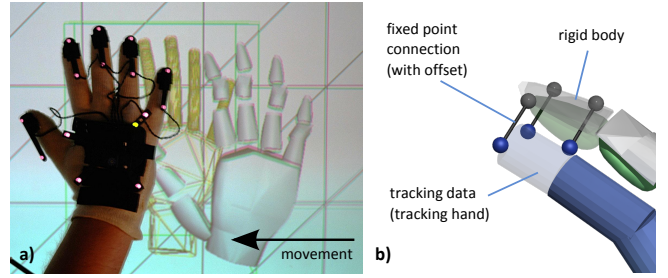 a)
movement
fixed point
connection
(with offset)
rigid body
tracking data
(tracking hand)
b)